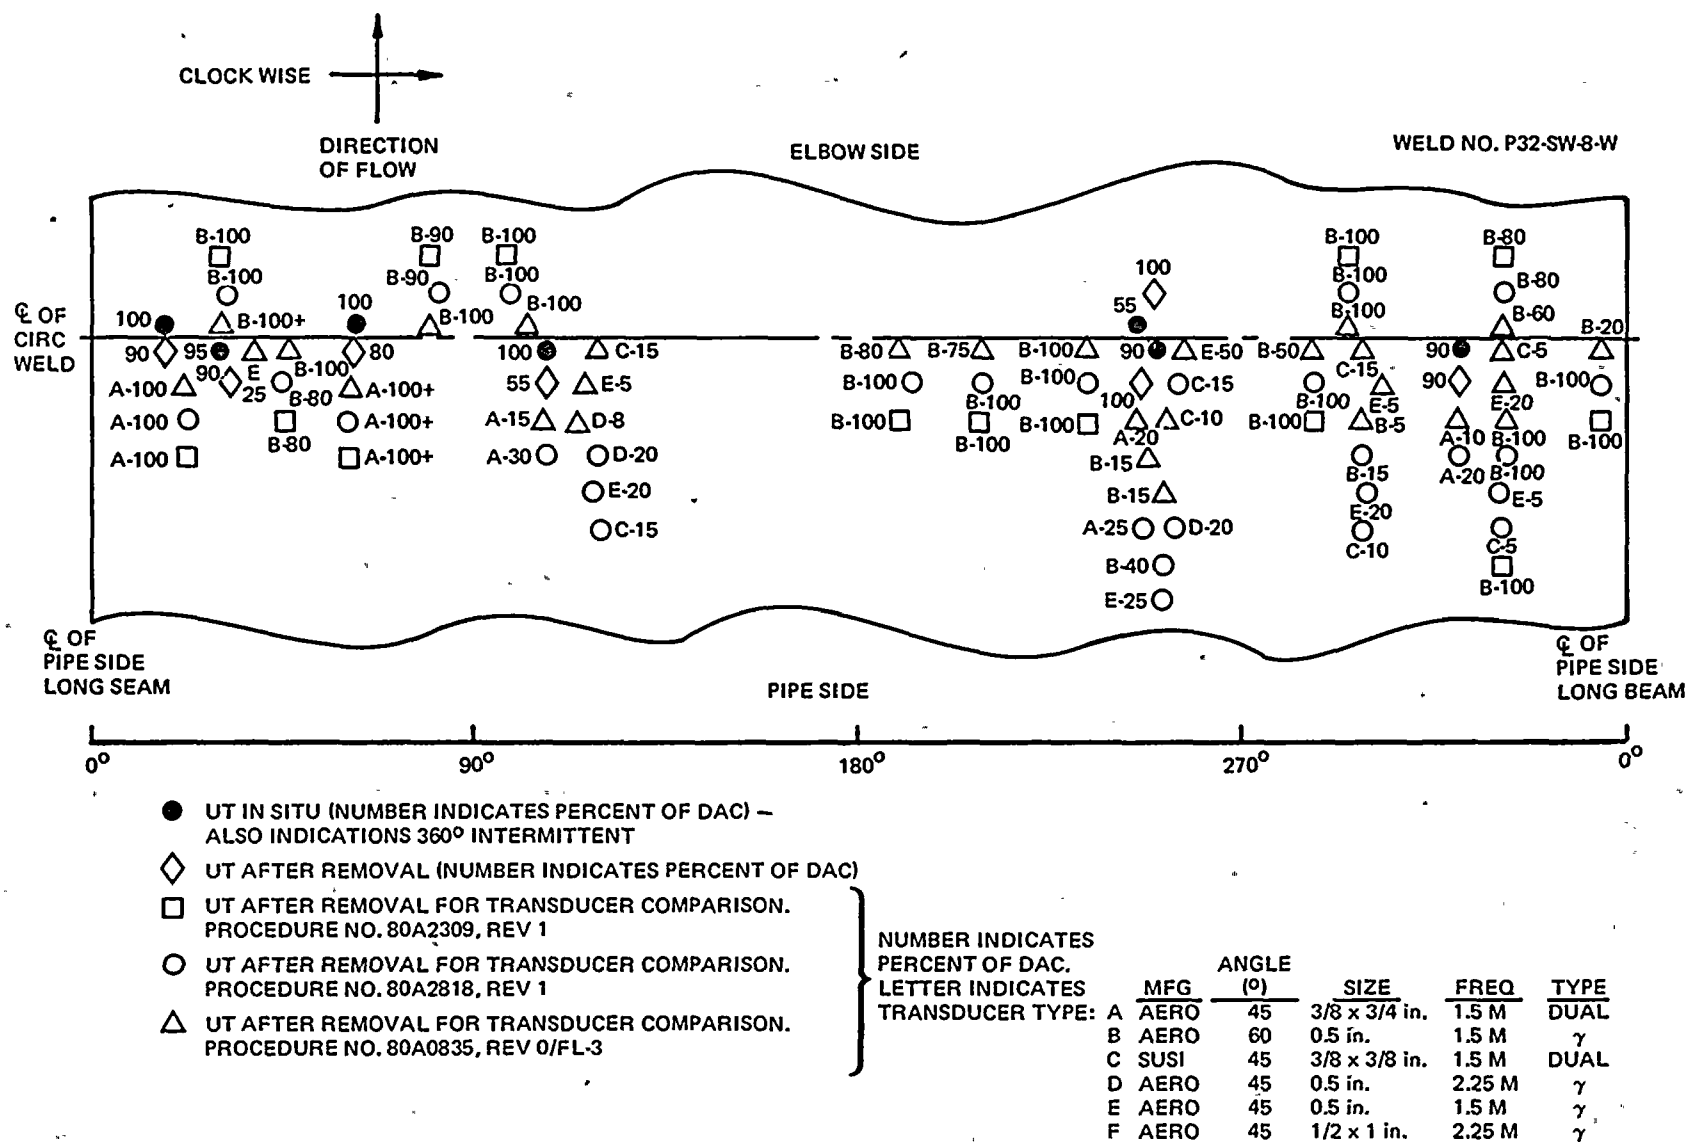 CLOCK WISE
DIRECTION
OF FLOW
ELBOW SIDE
WELD NO. P32-SW-8-W
B-100
B-90
B-100
B-100
B-80
B-100
B-90
B-100
100
B-100
B-80
℄ OF
CIRC
WELD
100
B-100+
100
B-100
B-100
55
B-100
B-60
B-20
90
95
E
25
B-100
80
100
C-15
B-80
B-75
B-100
90
E-50
B-50
C-15
90
C-5
A-100
90
B-80
A-100+
55
E-5
B-100
B-100
B-100
100
C-15
B-100
E-5
90
E-20
B-100
A-100
B-80
A-100+
A-15
D-8
B-100
B-100
B-100
A-20
C-10
B-100
B-5
A-10
B-100
B-100
A-100
A-100+
A-30
D-20
B-15
B-15
A-20
B-100
E-20
B-15
E-20
E-5
C-15
A-25
D-20
C-10
C-5
B-40
B-100
E-25
℄ OF
PIPE SIDE
LONG SEAM
PIPE SIDE
℄ OF
PIPE SIDE
LONG BEAM
0°
90°
180°
270°
0°
UT IN SITU (NUMBER INDICATES PERCENT OF DAC) –
ALSO INDICATIONS 360° INTERMITTENT
UT AFTER REMOVAL (NUMBER INDICATES PERCENT OF DAC)
UT AFTER REMOVAL FOR TRANSDUCER COMPARISON.
PROCEDURE NO. 80A2309, REV 1
UT AFTER REMOVAL FOR TRANSDUCER COMPARISON.
PROCEDURE NO. 80A2818, REV 1
UT AFTER REMOVAL FOR TRANSDUCER COMPARISON.
PROCEDURE NO. 80A0835, REV 0/FL-3
NUMBER INDICATES
PERCENT OF DAC.
LETTER INDICATES
TRANSDUCER TYPE:
MFG ANGLE (°) SIZE FREQ TYPE
A AERO 45 3/8 x 3/4 in. 1.5 M DUAL
B AERO 60 0.5 in. 1.5 M γ
C SUSI 45 3/8 x 3/8 in. 1.5 M DUAL
D AERO 45 0.5 in. 2.25 M γ
E AERO 45 0.5 in. 1.5 M γ
F AERO 45 1/2 x 1 in. 2.25 M γ